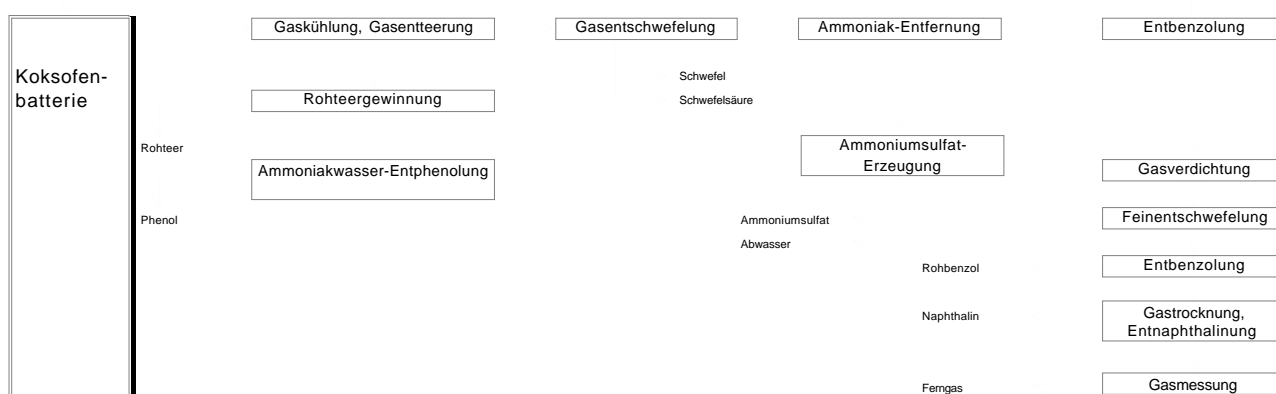 Gaskühlung, Gasentteerung
Gasentschwefelung
Ammoniak-Entfernung
Entbenzolung
Koksofen-
batterie
Schwefel
Rohteergewinnung
Schwefelsäure
Rohteer
Ammoniumsulfat-
Erzeugung
Ammoniakwasser-Entphenolung
Gasverdichtung
Phenol
Ammoniumsulfat
Feinentschwefelung
Abwasser
Rohbenzol
Entbenzolung
Naphthalin
Gastrocknung,
Entnaphthalinung
Ferngas
Gasmessung